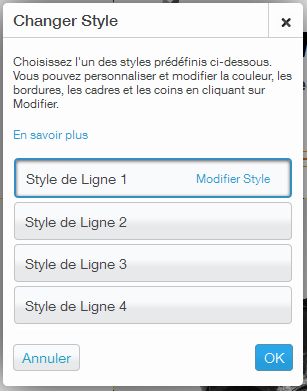 Changer Style
Choisissez l'un des styles prédéfinis ci-dessous.
Vous pouvez personnaliser et modifier la couleur, les
bordures, les cadres et les coins en cliquant sur
Modifier.
En savoir plus
Style de Ligne 1 Modifier Style
Style de Ligne 2
Style de Ligne 3
Style de Ligne 4
Annuler OK